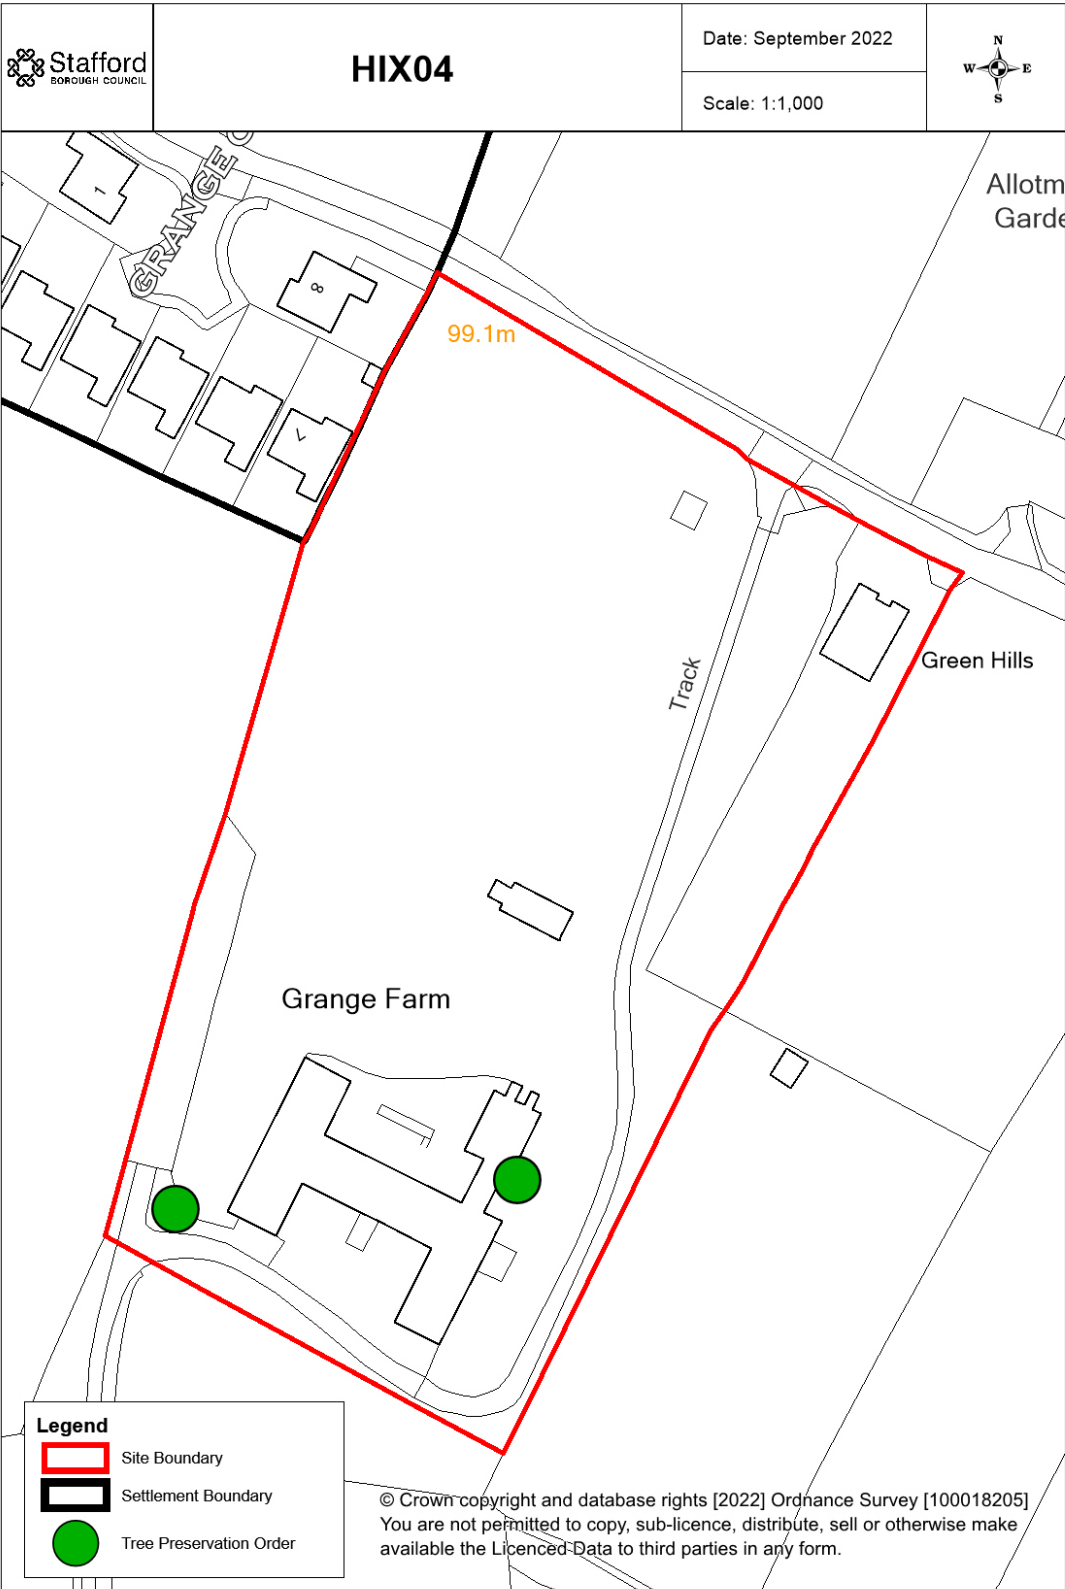 Stafford
BOROUGH COUNCIL
HIX04
Date: September 2022
Scale: 1:1,000
N
W E
S
GRANGE
1
8
7
99.1m
Allotm
Garde
Track
Green Hills
Grange Farm
Legend
Site Boundary
Settlement Boundary
Tree Preservation Order
© Crown copyright and database rights [2022] Ordnance Survey [100018205]
You are not permitted to copy, sub-licence, distribute, sell or otherwise make
available the Licenced Data to third parties in any form.